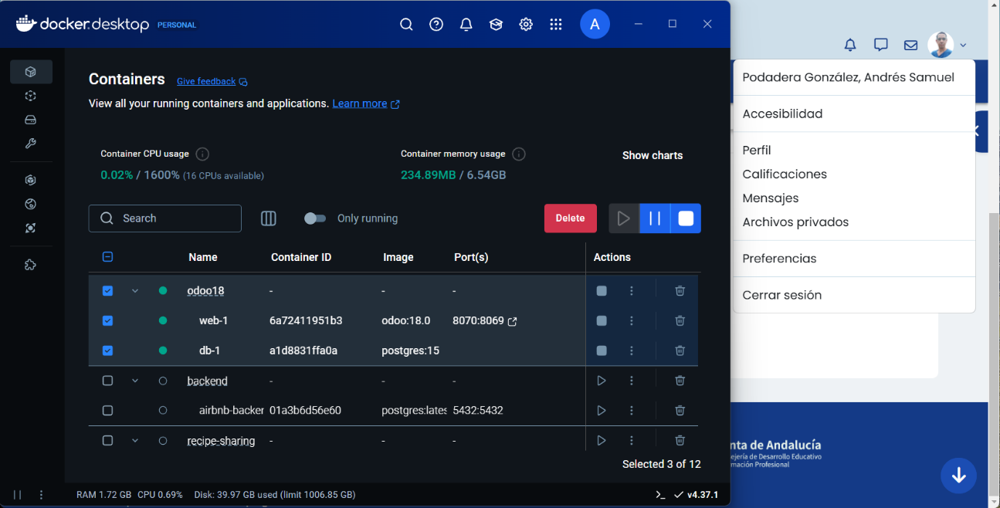 docker.desktop PERSONAL
A
Containers Give feedback
View all your running containers and applications. Learn more
Container CPU usage
0.02% / 1600% (16 CPUs available)
Container memory usage
234.89MB / 6.54GB
Show charts
Search
Only running
Delete
Name Container ID Image Port(s) Actions
odoo18 - - -
web-1 6a72411951b3 odoo:18.0 8070:8069
db-1 a1d8831ffa0a postgres:15
backend - - -
airbnb-backer 01a3b6d56e60 postgres:lates 5432:5432
recipe-sharing - - -
Selected 3 of 12
RAM 1.72 GB CPU 0.69% Disk: 39.97 GB used (limit 1006.85 GB)
v4.37.1
Podadera González, Andrés Samuel
Accesibilidad
Perfil
Calificaciones
Mensajes
Archivos privados
Preferencias
Cerrar sesión
nta de Andalucía
ejería de Desarrollo Educativo
mación Profesional